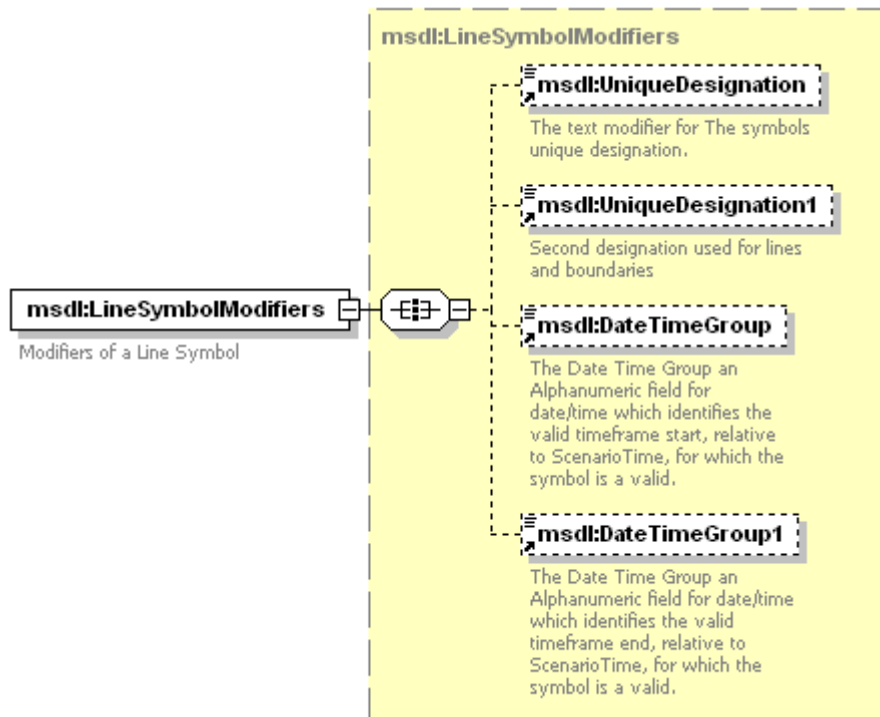 msdl:LineSymbolModifiers
msdl:UniqueDesignation
The text modifier for The symbols
unique designation.
msdl:UniqueDesignation1
Second designation used for lines
and boundaries
msdl:LineSymbolModifiers
Modifiers of a Line Symbol
msdl:DateTimeGroup
The Date Time Group an
Alphanumeric field for
date/time which identifies the
valid timeframe start, relative
to ScenarioTime, for which the
symbol is a valid.
msdl:DateTimeGroup1
The Date Time Group an
Alphanumeric field for date/time
which identifies the valid
timeframe end, relative to
ScenarioTime, for which the
symbol is a valid.